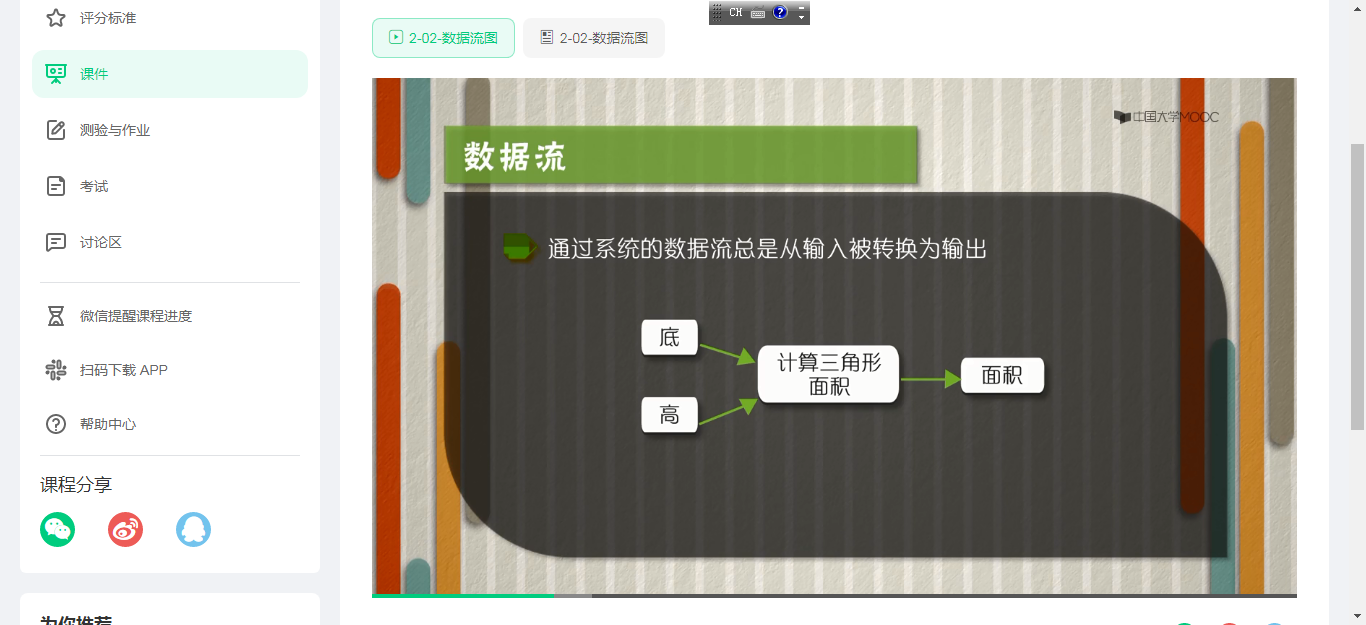 CH
评分标准
课件
测验与作业
考试
讨论区
微信提醒课程进度
扫码下载 APP
帮助中心
课程分享
为你推荐
2-02-数据流图
2-02-数据流图
中国大学MOOC
数据流
通过系统的数据流总是从输入被转换为输出
底
高
计算三角形
面积
面积